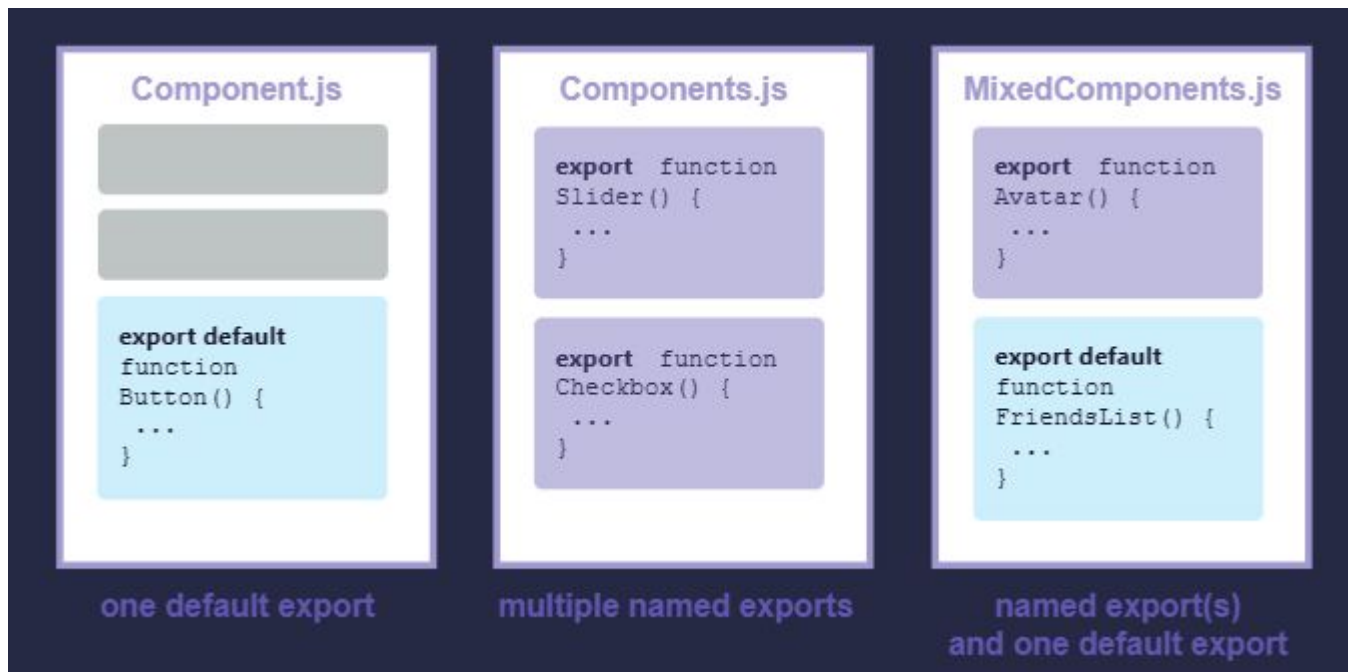 Component.js
export default
function
Button() {
...
}
one default export
Components.js
export function
Slider() {
...
}
export function
Checkbox() {
...
}
multiple named exports
MixedComponents.js
export function
Avatar() {
...
}
export default
function
FriendsList() {
...
}
named export(s)
and one default export